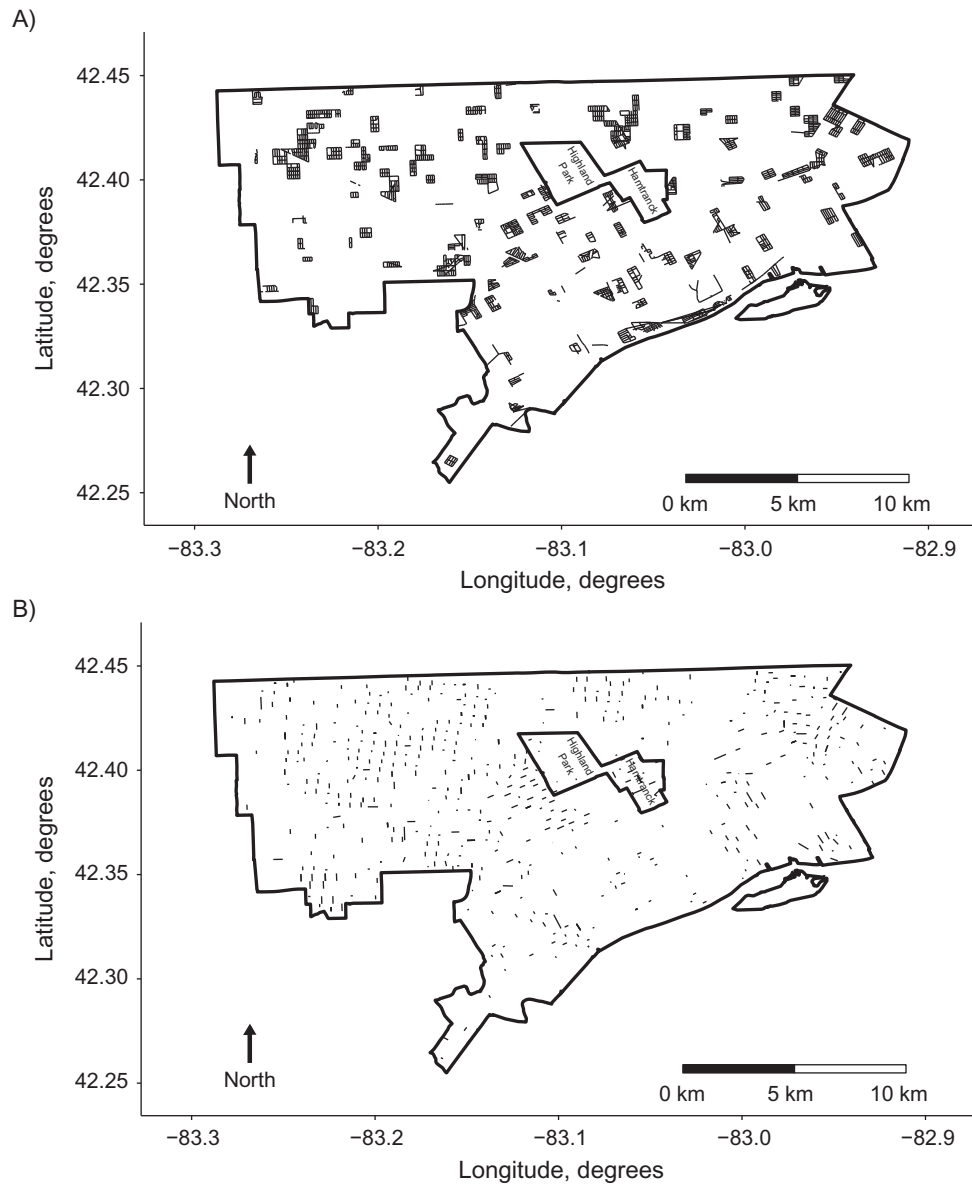 A)
42.45
42.40
42.35
42.30
42.25
Latitude, degrees
Highland
Park
Hamtranck
North
0 km
5 km
10 km
−83.3
−83.2
−83.1
−83.0
−82.9
Longitude, degrees
B)
42.45
42.40
42.35
42.30
42.25
Latitude, degrees
Highland
Park
Hamtranck
North
0 km
5 km
10 km
−83.3
−83.2
−83.1
−83.0
−82.9
Longitude, degrees